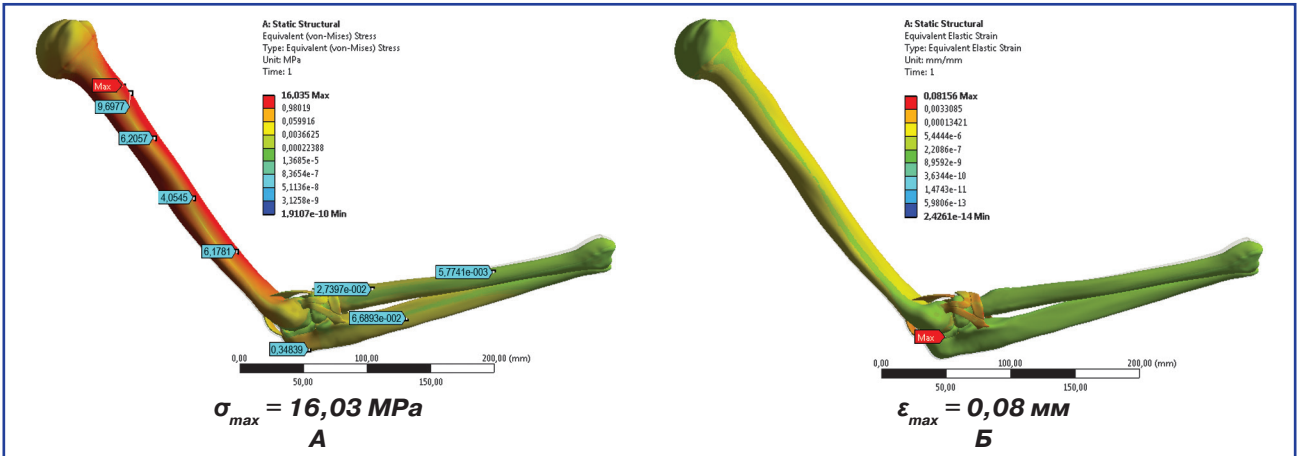 A: Static Structural
Equivalent (von-Mises) Stress
Type: Equivalent (von-Mises) Stress
Unit: MPa
Time: 1
16,035 Max
0,98019
0,059916
0,0036625
0,00022388
1,3685e-5
8,3654e-7
5,1136e-8
3,1258e-9
1,9107e-10 Min
Max
9,6977
6,2057
4,0545
6,1781
5,7741e-003
2,7397e-002
6,6893e-002
0,34839
0,00 100,00 200,00 (mm)
50,00 150,00
σmax = 16,03 MPa
А
A: Static Structural
Equivalent Elastic Strain
Type: Equivalent Elastic Strain
Unit: mm/mm
Time: 1
0,08156 Max
0,0033085
0,00013421
5,4444e-6
2,2086e-7
8,9592e-9
3,6344e-10
1,4743e-11
5,9806e-13
2,4261e-14 Min
Max
0,00 100,00 200,00 (mm)
50,00 150,00
εmax = 0,08 мм
Б